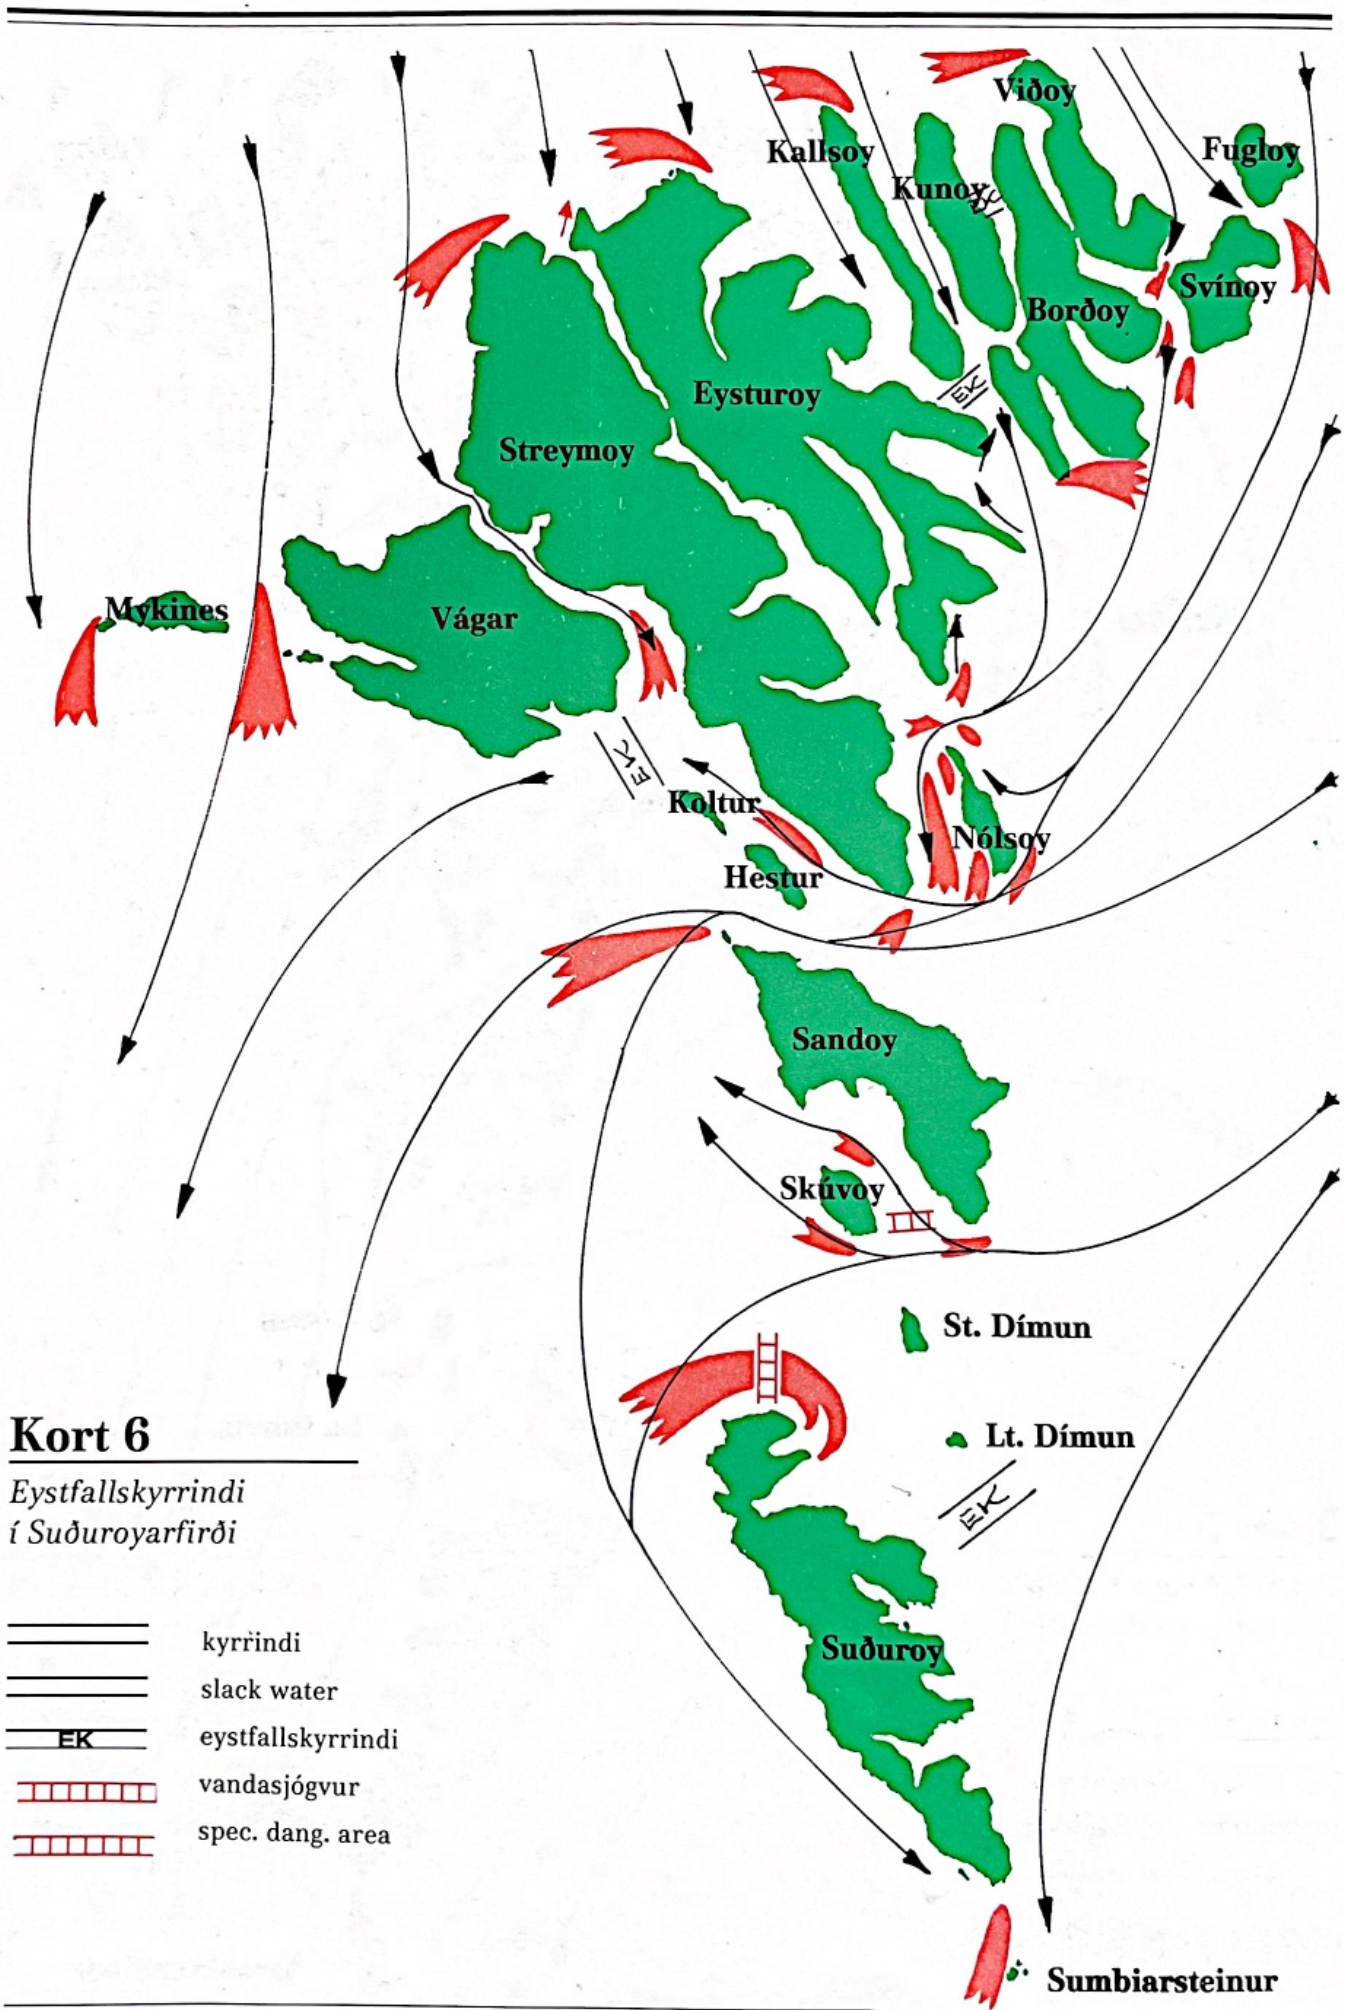 Viðoy
Kallsoy
Fugloy
Kunoy
Svínoy
Borðoy
EK
Eysturoy
Streymoy
Mykines
Vágar
EK
Koltur
Nólsoy
Hestur
Sandoy
Skúvoy
St. Dímun
Lt. Dímun
EK
Kort 6
Eystfallskyrrindi
í Suðuroyarfirði
Suðuroy
kyrrindi
slack water
EK eystfallskyrrindi
vandasjógvur
spec. dang. area
Sumbiarsteinur